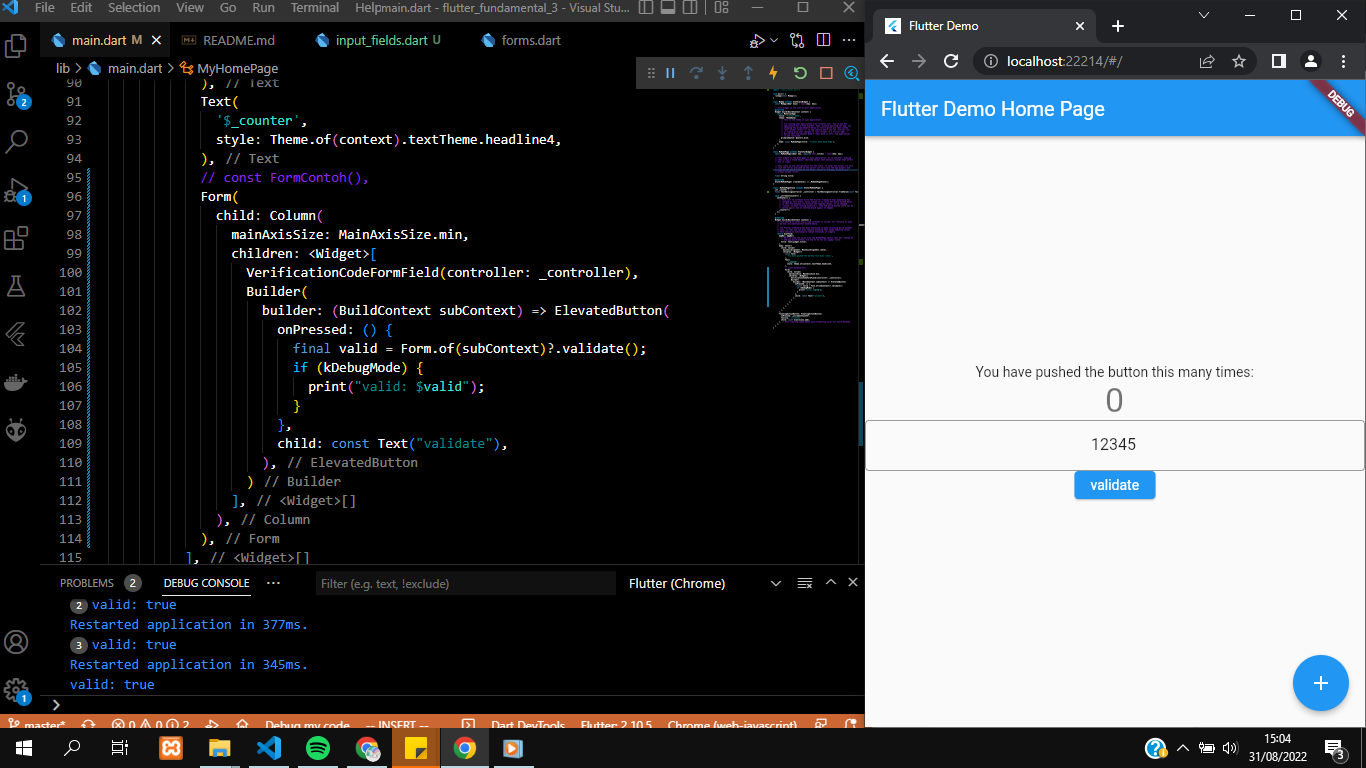 File Edit Selection View Go Run Terminal Help main.dart - flutter_fundamental_3 - Visual Stu...
main.dart M README.md input_fields.dart U forms.dart
lib > main.dart > MyHomePage
90 ), // Text
91 Text(
92 '$_counter',
93 style: Theme.of(context).textTheme.headline4,
94 ), // Text
95 // const FormContoh(),
96 Form(
97 child: Column(
98 mainAxisSize: MainAxisSize.min,
99 children: <Widget>[
100 VerificationCodeFormField(controller: _controller),
101 Builder(
102 builder: (BuildContext subContext) => ElevatedButton(
103 onPressed: () {
104 final valid = Form.of(subContext)?.validate();
105 if (kDebugMode) {
106 print("valid: $valid");
107 }
108 },
109 child: const Text("validate"),
110 ), // ElevatedButton
111 ) // Builder
112 ], // <Widget>[]
113 ), // Column
114 ), // Form
115 ], // <Widget>[]
PROBLEMS 2 DEBUG CONSOLE ... Filter (e.g. text, !exclude) Flutter (Chrome)
2 valid: true
Restarted application in 377ms.
3 valid: true
Restarted application in 345ms.
valid: true
master* 0 0 2 Debug my code -- INSERT -- Dart DevTools Flutter: 2.10.5 Chrome (web-javascript)
2
1
1
Flutter Demo
localhost:22214/#/
Flutter Demo Home Page
DEBUG
You have pushed the button this many times:
0
12345
validate
15:04
31/08/2022
3